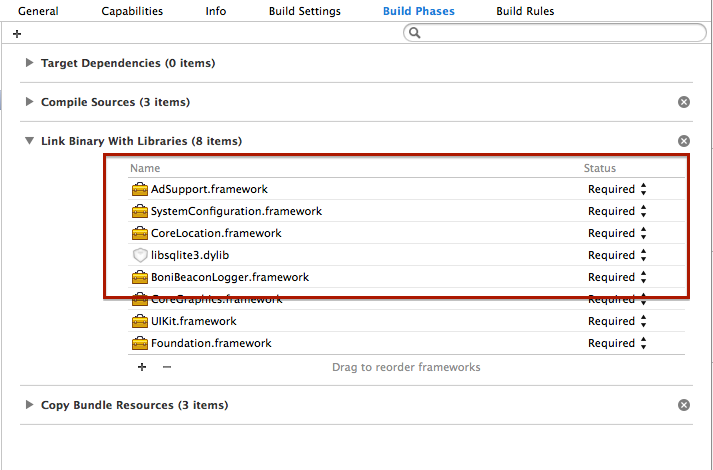 General Capabilities Info Build Settings Build Phases Build Rules
+
Target Dependencies (0 items)
Compile Sources (3 items)
Link Binary With Libraries (8 items)
Name Status
AdSupport.framework Required
SystemConfiguration.framework Required
CoreLocation.framework Required
libsqlite3.dylib Required
BoniBeaconLogger.framework Required
CoreGraphics.framework Required
UIKit.framework Required
Foundation.framework Required
+ − Drag to reorder frameworks
Copy Bundle Resources (3 items)